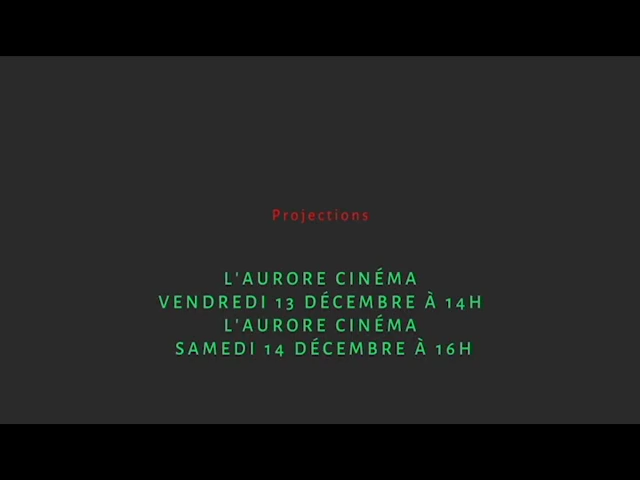 Projections
L'AURORE CINÉMA
VENDREDI 13 DÉCEMBRE À 14H
L'AURORE CINÉMA
SAMEDI 14 DÉCEMBRE À 16H